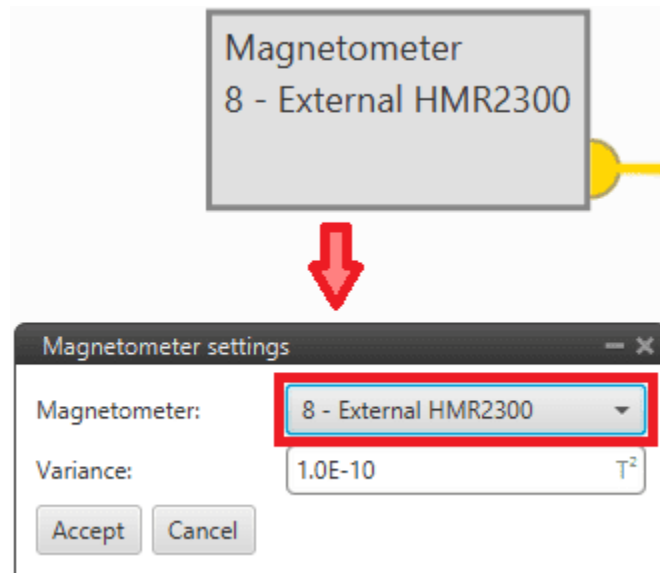 Magnetometer
8 - External HMR2300
Magnetometer settings
Magnetometer: 8 - External HMR2300
Variance: 1.0E-10 T²
Accept Cancel